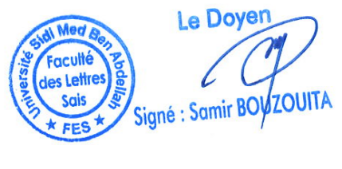 Université Sidi Med Ben Abdellah
Faculté
des Lettres
Sais
★ FES ★
Le Doyen
Signé : Samir BOUZOUITA